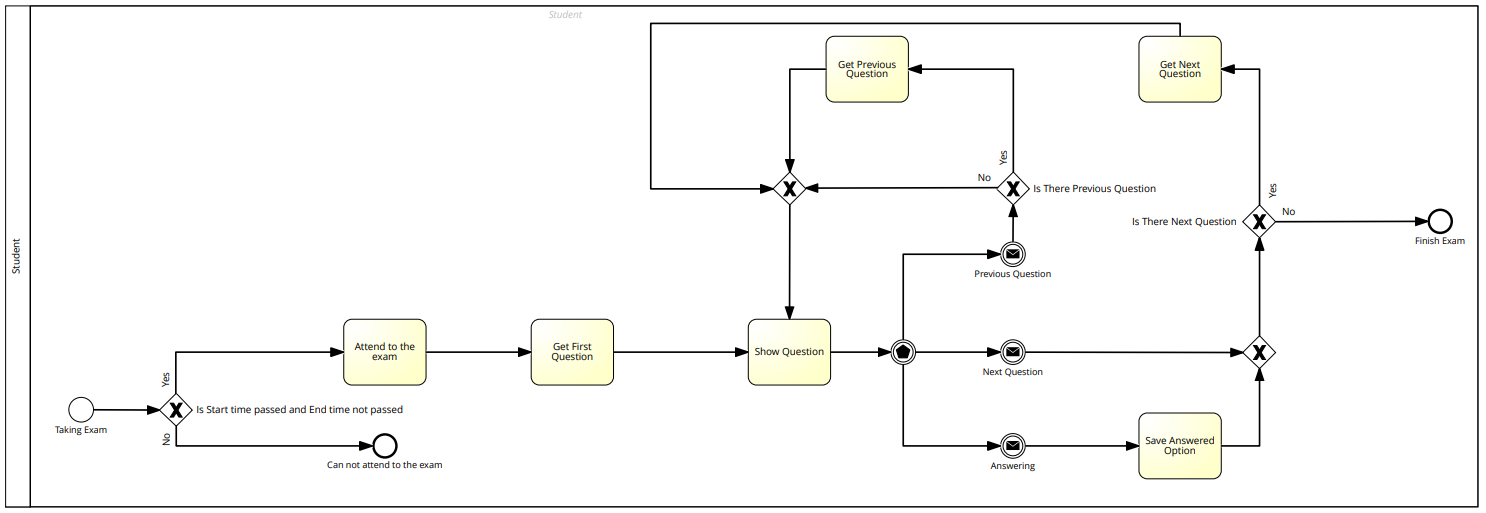 Student
Student
Get Previous
Question
Get Next
Question
Yes
No
Is There Previous Question
Yes
Is There Next Question
No
Finish Exam
Previous Question
Attend to the
exam
Get First
Question
Show Question
Next Question
Yes
Is Start time passed and End time not passed
Taking Exam
No
Can not attend to the exam
Answering
Save Answered
Option